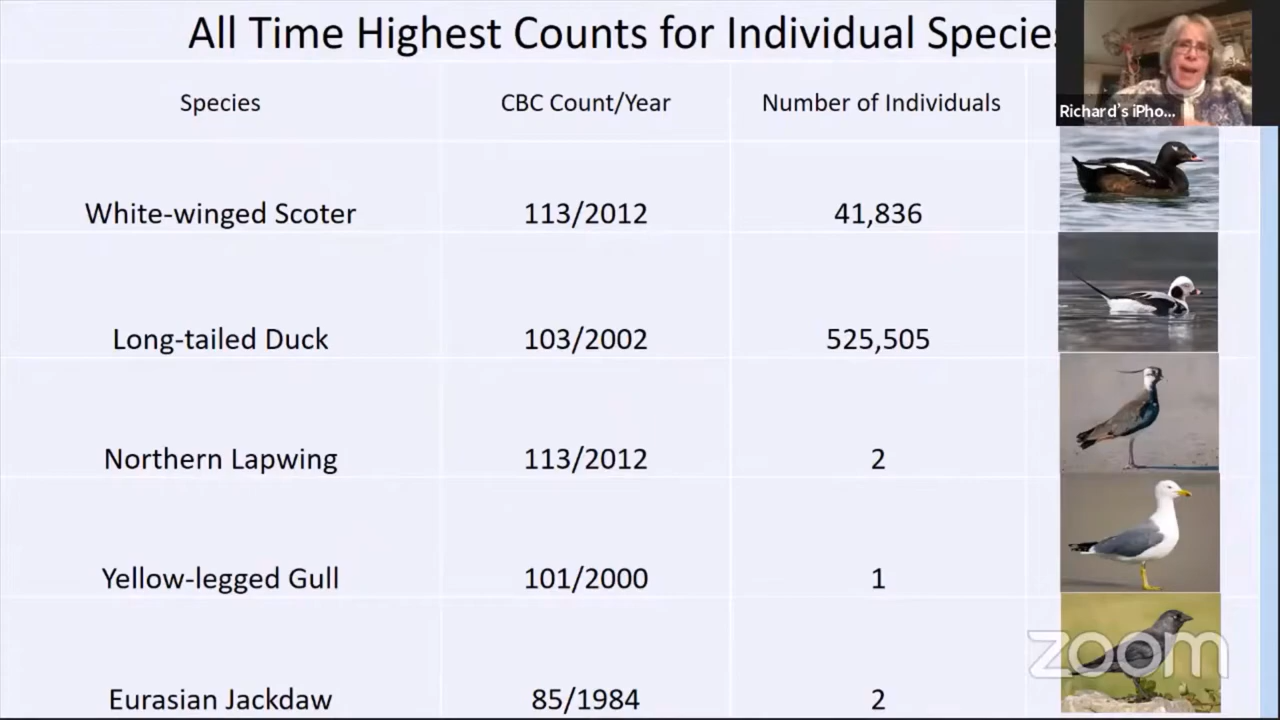 All Time Highest Counts for Individual Specie
Richard's iPho...
Species CBC Count/Year Number of Individuals
White-winged Scoter 113/2012 41,836
Long-tailed Duck 103/2002 525,505
Northern Lapwing 113/2012 2
Yellow-legged Gull 101/2000 1
Eurasian Jackdaw 85/1984 2
zoom